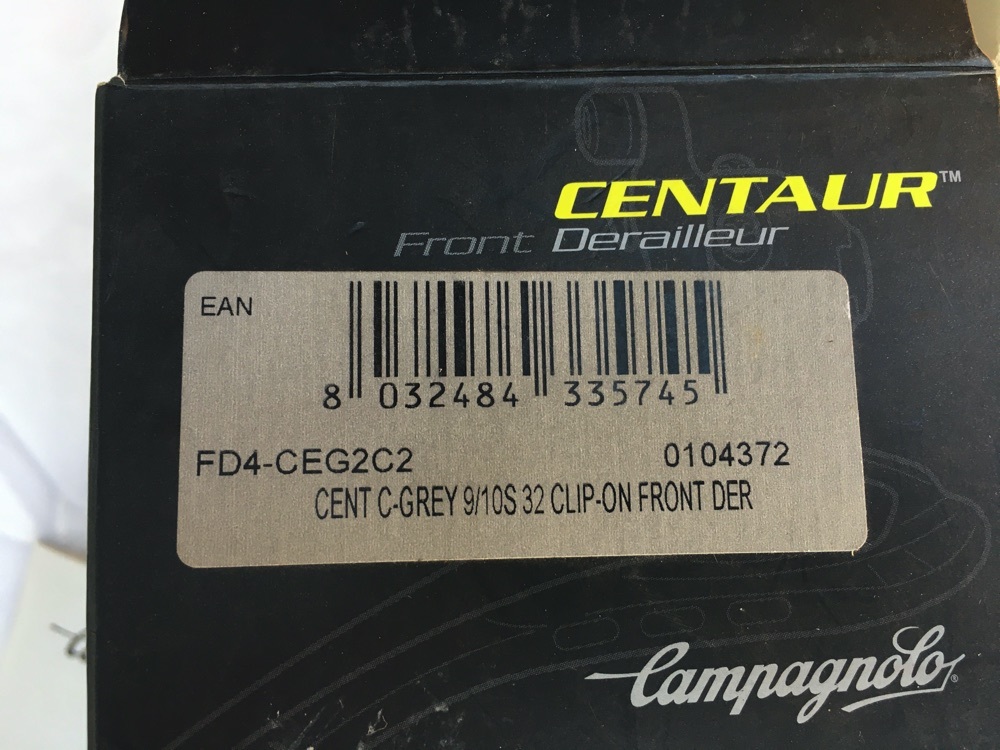 CENTAUR™
Front Derailleur
EAN
8 032484 335745
FD4-CEG2C2 0104372
CENT C-GREY 9/10S 32 CLIP-ON FRONT DER
Campagnolo®